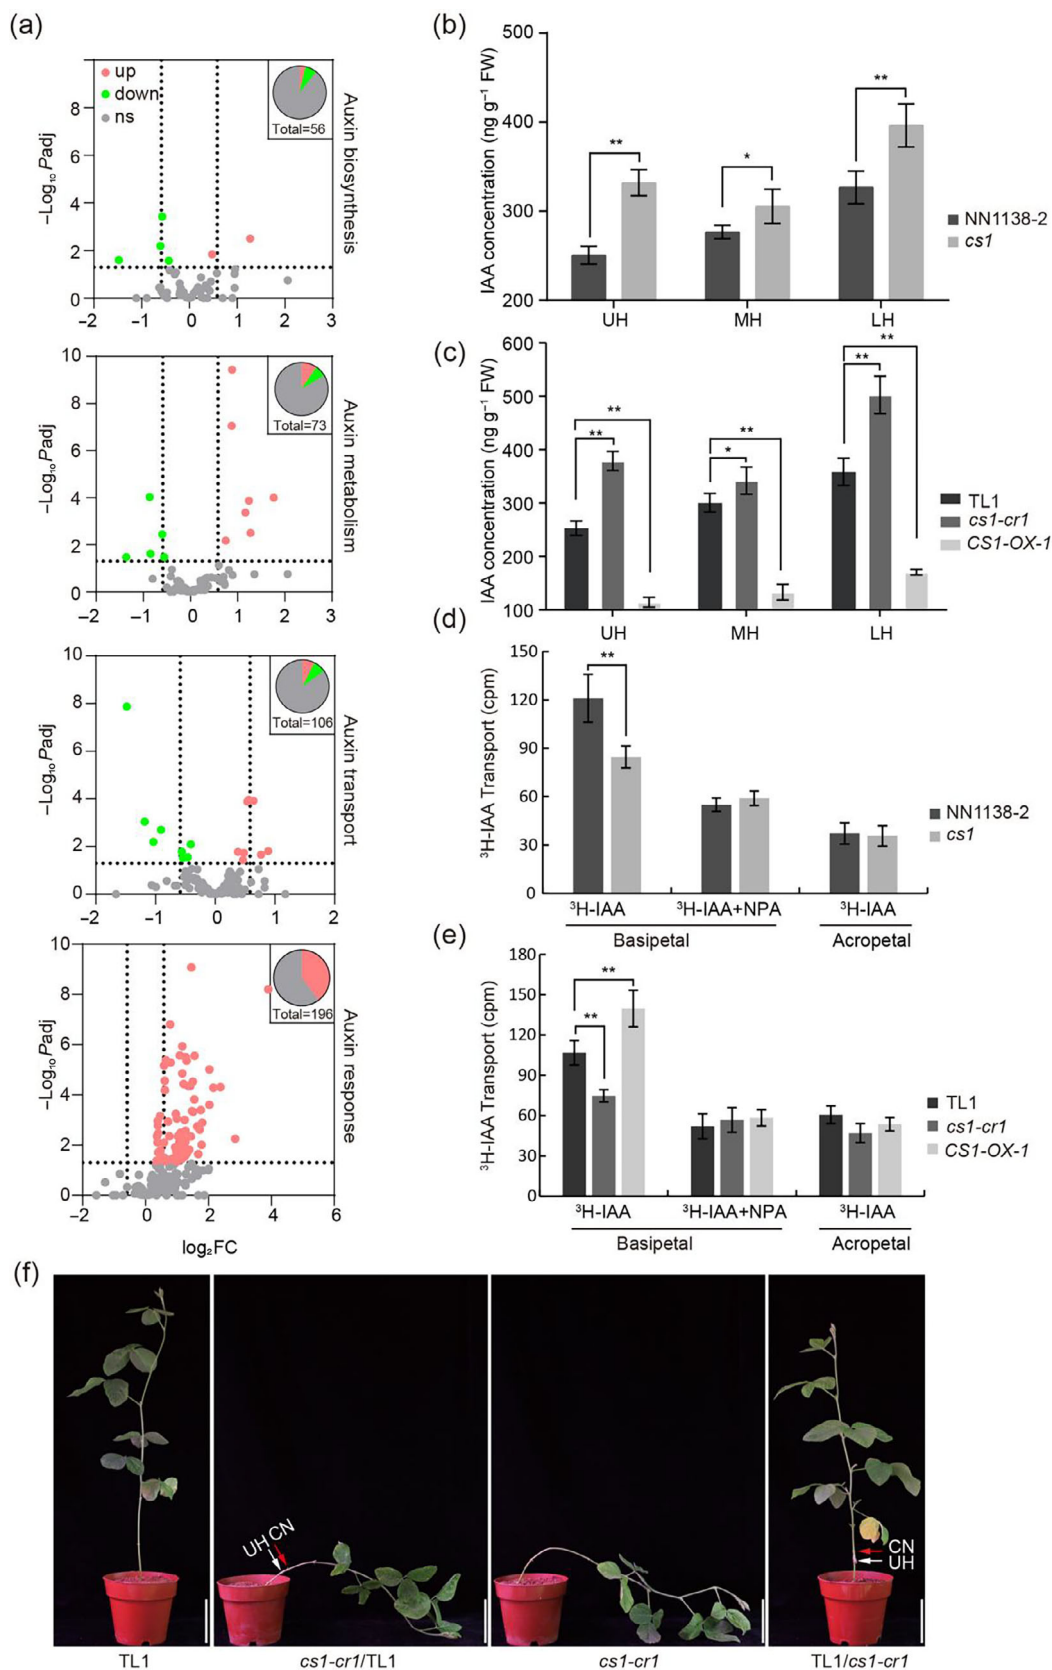 (a)
up
down
ns
Total=56
Auxin biosynthesis
−Log₁₀ Padj
8
6
4
2
0
−2 −1 0 1 2 3
10
8
6
4
2
0
Total=73
Auxin metabolism
−Log₁₀ Padj
−2 −1 0 1 2 3
10
8
6
4
2
0
Total=106
Auxin transport
−Log₁₀ Padj
−2 −1 0 1 2
10
8
6
4
2
0
Total=196
Auxin response
−Log₁₀ Padj
−2 0 2 4 6
log₂FC
(b)
IAA concentration (ng g⁻¹ FW)
500
400
300
200
** * **
UH MH LH
NN1138-2
cs1
(c)
IAA concentration (ng g⁻¹ FW)
600
500
400
300
200
100
** ** **
** * **
UH MH LH
TL1
cs1-cr1
CS1-OX-1
(d)
³H-IAA Transport (cpm)
150
120
90
60
30
0
**
³H-IAA ³H-IAA+NPA ³H-IAA
Basipetal Acropetal
NN1138-2
cs1
(e)
³H-IAA Transport (cpm)
180
150
120
90
60
30
0
**
**
³H-IAA ³H-IAA+NPA ³H-IAA
Basipetal Acropetal
TL1
cs1-cr1
CS1-OX-1
(f)
UH CN
CN
UH
TL1 cs1-cr1/TL1 cs1-cr1 TL1/cs1-cr1